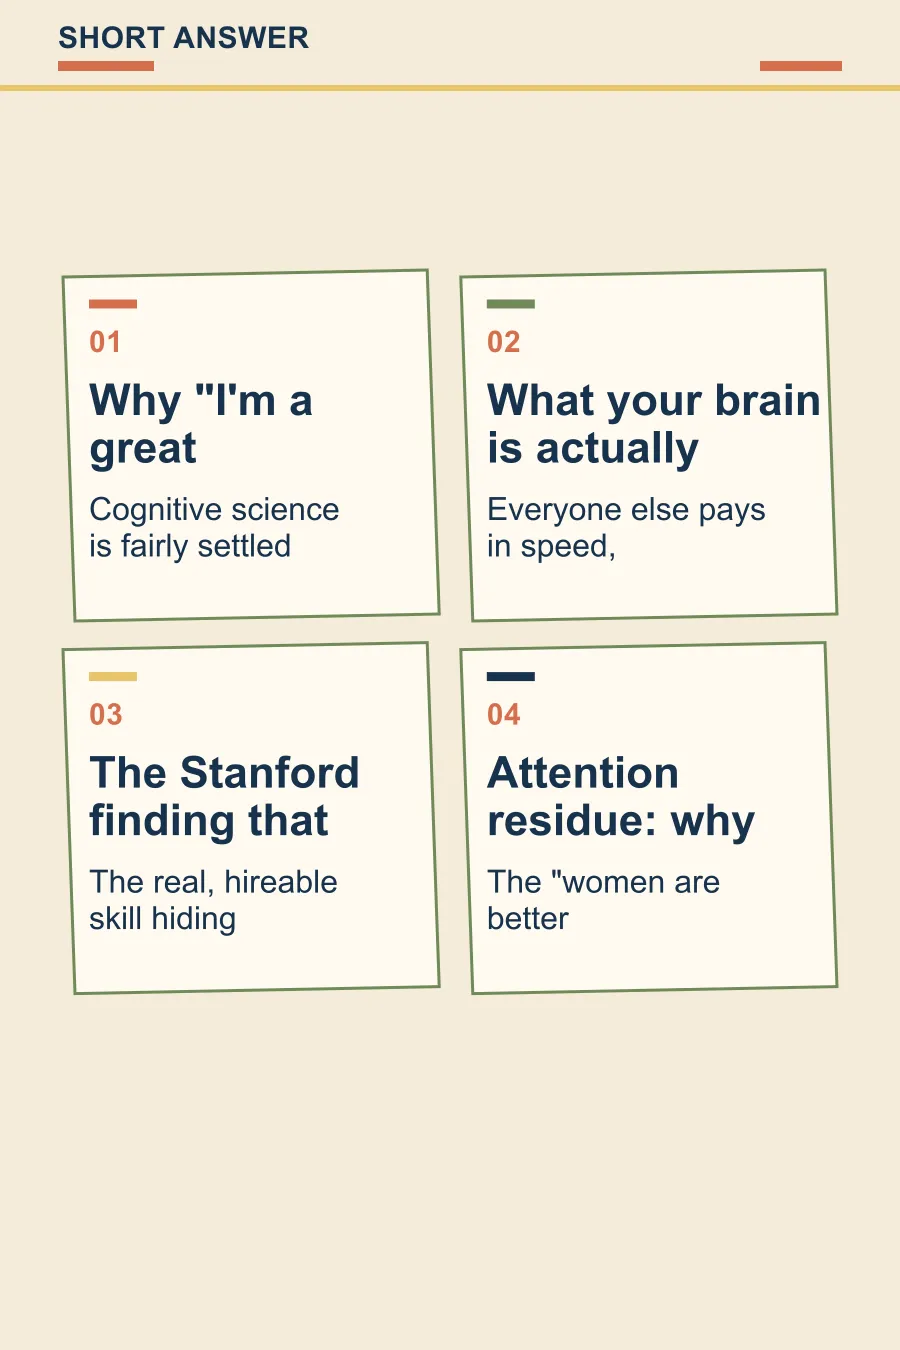 SHORT ANSWER
01
Why "I'm a
great
Cognitive science
is fairly settled
02
What your brain
is actually
Everyone else pays
in speed,
03
The Stanford
finding that
The real, hireable
skill hiding
04
Attention
residue: why
The "women are
better